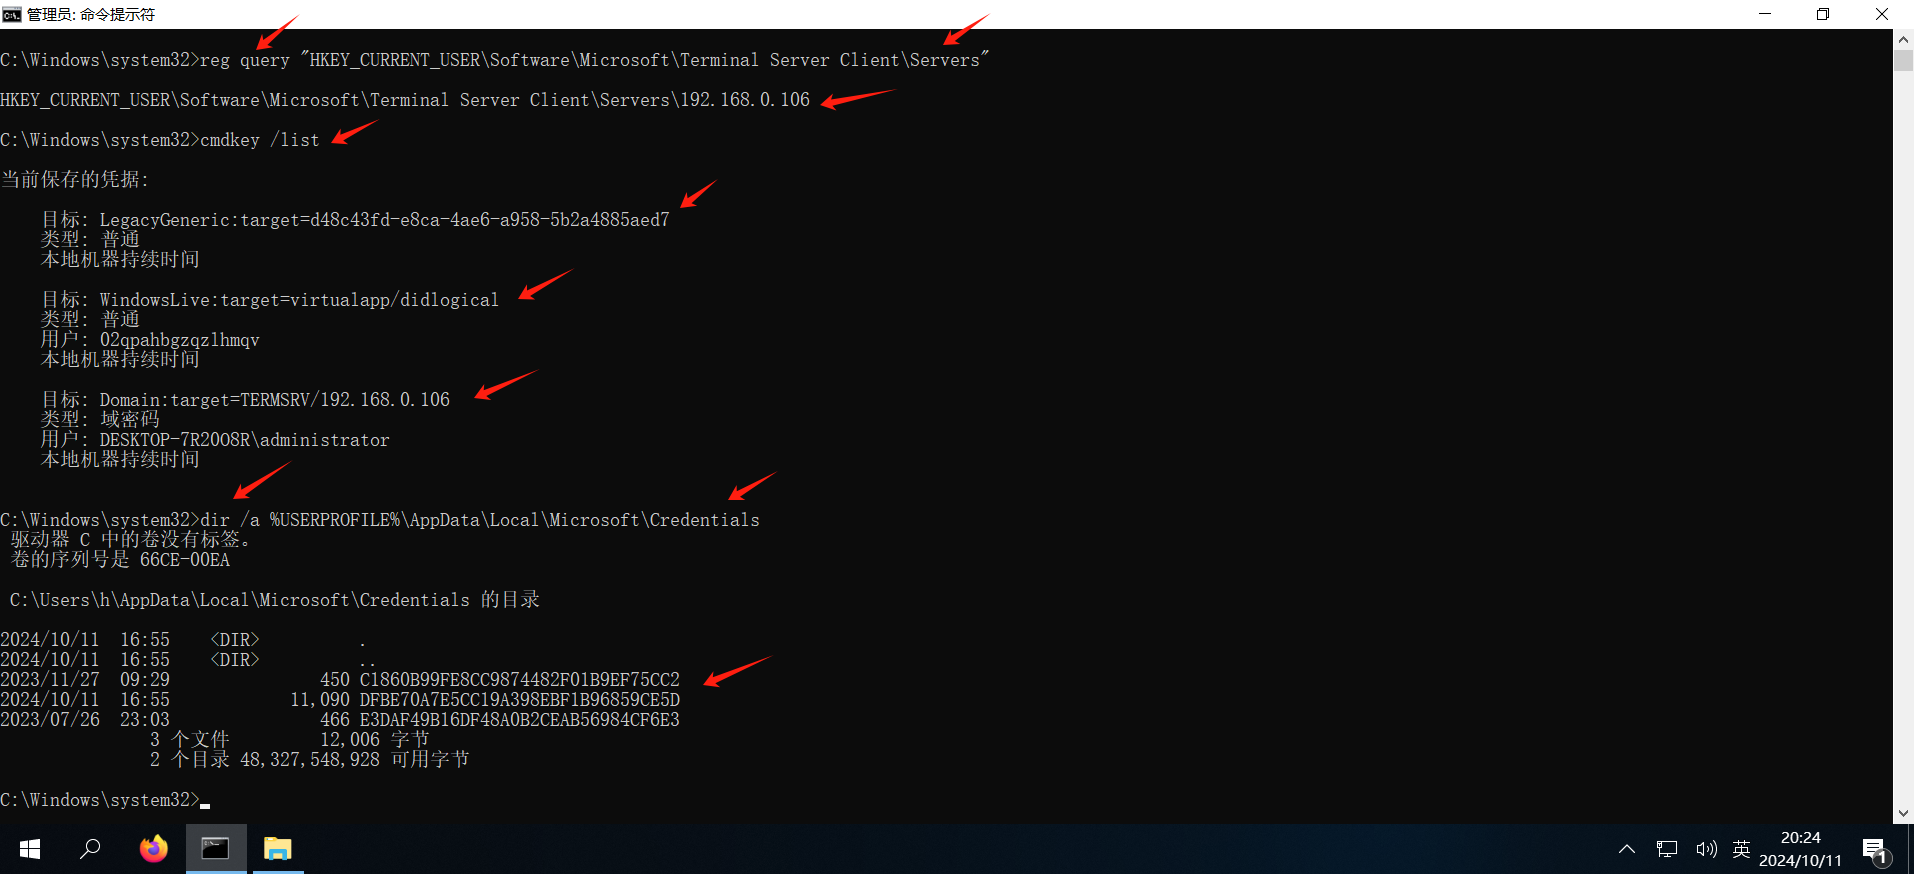 管理员: 命令提示符
C:\Windows\system32>reg query "HKEY_CURRENT_USER\Software\Microsoft\Terminal Server Client\Servers"
HKEY_CURRENT_USER\Software\Microsoft\Terminal Server Client\Servers\192.168.0.106
C:\Windows\system32>cmdkey /list
当前保存的凭据:
目标: LegacyGeneric:target=d48c43fd-e8ca-4ae6-a958-5b2a4885aed7
类型: 普通
本地机器持续时间
目标: WindowsLive:target=virtualapp/didlogical
类型: 普通
用户: 02qpahbgzqzlhmqv
本地机器持续时间
目标: Domain:target=TERMSRV/192.168.0.106
类型: 域密码
用户: DESKTOP-7R2OO8R\administrator
本地机器持续时间
C:\Windows\system32>dir /a %USERPROFILE%\AppData\Local\Microsoft\Credentials
驱动器 C 中的卷没有标签。
卷的序列号是 66CE-00EA
C:\Users\h\AppData\Local\Microsoft\Credentials 的目录
2024/10/11  16:55    <DIR>          .
2024/10/11  16:55    <DIR>          ..
2023/11/27  09:29               450 C1860B99FE8CC9874482F01B9EF75CC2
2024/10/11  16:55            11,090 DFBE70A7E5CC19A398EBF1B96859CE5D
2023/07/26  23:03               466 E3DAF49B16DF48A0B2CEAB56984CF6E3
3 个文件         12,006 字节
2 个目录 48,327,548,928 可用字节
C:\Windows\system32>
英
20:24
2024/10/11
1